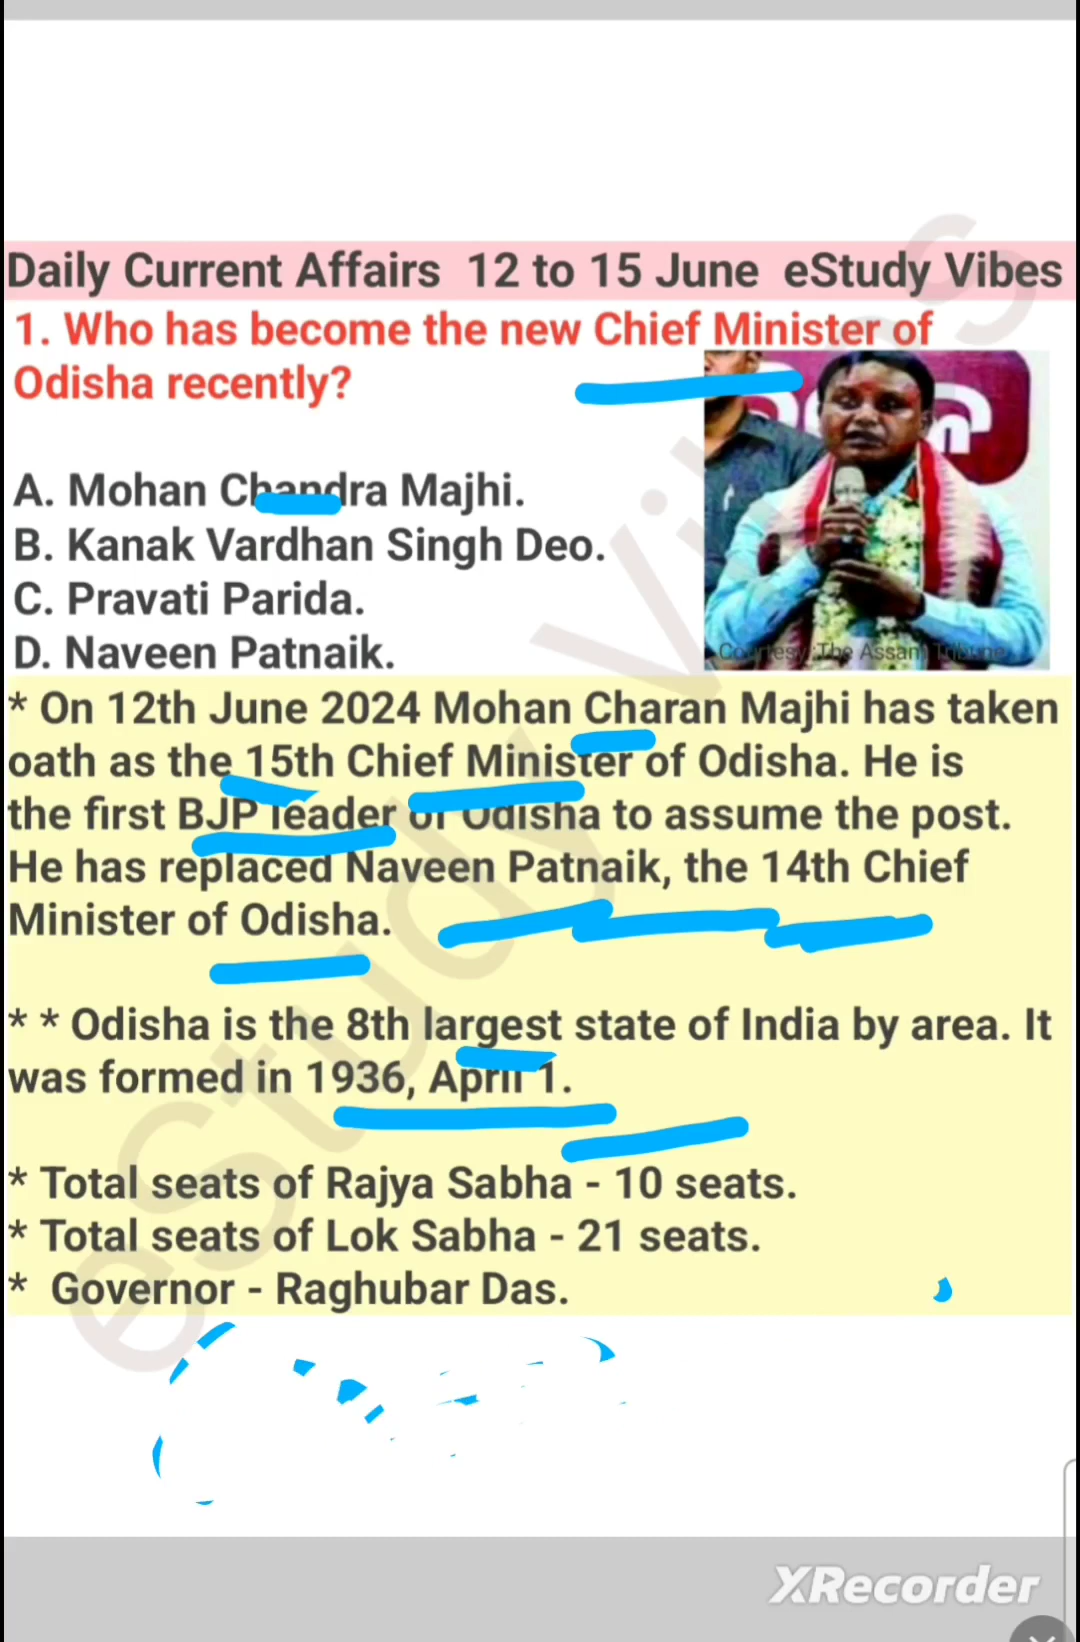 Daily Current Affairs 12 to 15 June eStudy Vibes
1. Who has become the new Chief Minister of
Odisha recently?
A. Mohan Chandra Majhi.
B. Kanak Vardhan Singh Deo.
C. Pravati Parida.
D. Naveen Patnaik.
Courtesy:The Assam Tribune
* On 12th June 2024 Mohan Charan Majhi has taken
oath as the 15th Chief Minister of Odisha. He is
the first BJP leader of Odisha to assume the post.
He has replaced Naveen Patnaik, the 14th Chief
Minister of Odisha.
* * Odisha is the 8th largest state of India by area. It
was formed in 1936, April 1.
* Total seats of Rajya Sabha - 10 seats.
* Total seats of Lok Sabha - 21 seats.
* Governor - Raghubar Das.
eStudy Vibes
XRecorder